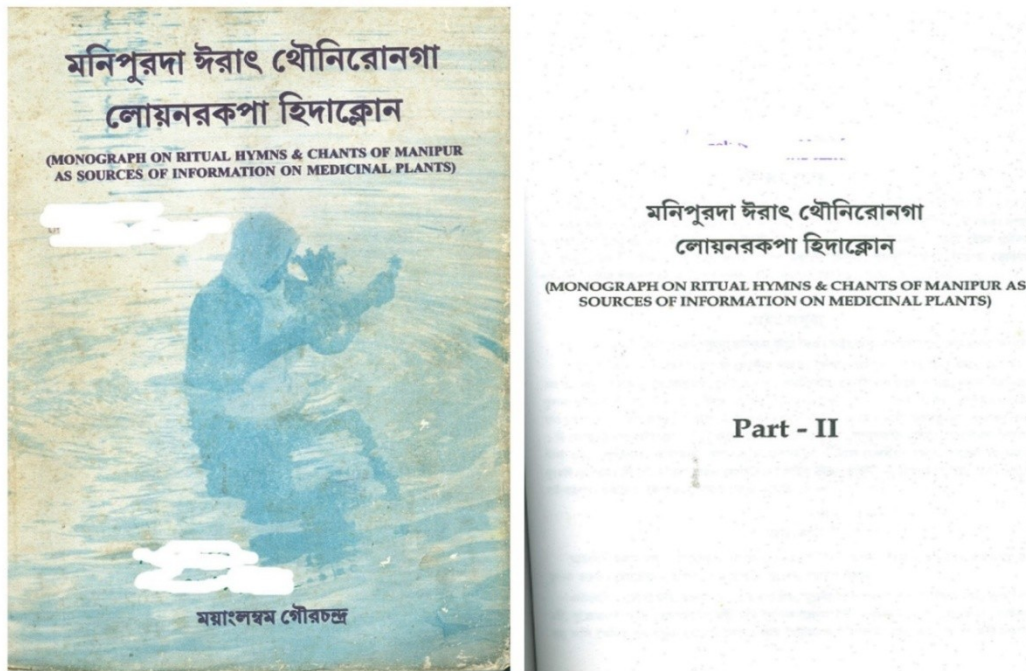 মনিপুরদা ঈরাৎ থৌনিরোনগা
লোয়নরকপা হিদাক্লোন
(MONOGRAPH ON RITUAL HYMNS & CHANTS OF MANIPUR
AS SOURCES OF INFORMATION ON MEDICINAL PLANTS)
ময়াংলম্বম গৌরচন্দ্র
মনিপুরদা ঈরাৎ থৌনিরোনগা
লোয়নরকপা হিদাক্লোন
(MONOGRAPH ON RITUAL HYMNS & CHANTS OF MANIPUR AS
SOURCES OF INFORMATION ON MEDICINAL PLANTS)
Part - II